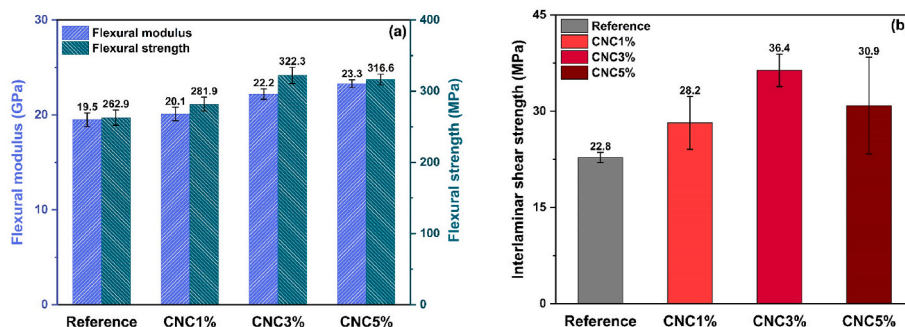 Flexural modulus
Flexural strength
(a)
Flexural modulus (GPa)
30
20
10
0
19.5
262.9
20.1
281.9
22.2
322.3
23.3
316.6
400
300
200
100
0
Flexural strength (MPa)
Reference
CNC1%
CNC3%
CNC5%
Reference
CNC1%
CNC3%
CNC5%
(b)
Interlaminar shear strength (MPa)
45
30
15
0
22.8
28.2
36.4
30.9
Reference
CNC1%
CNC3%
CNC5%